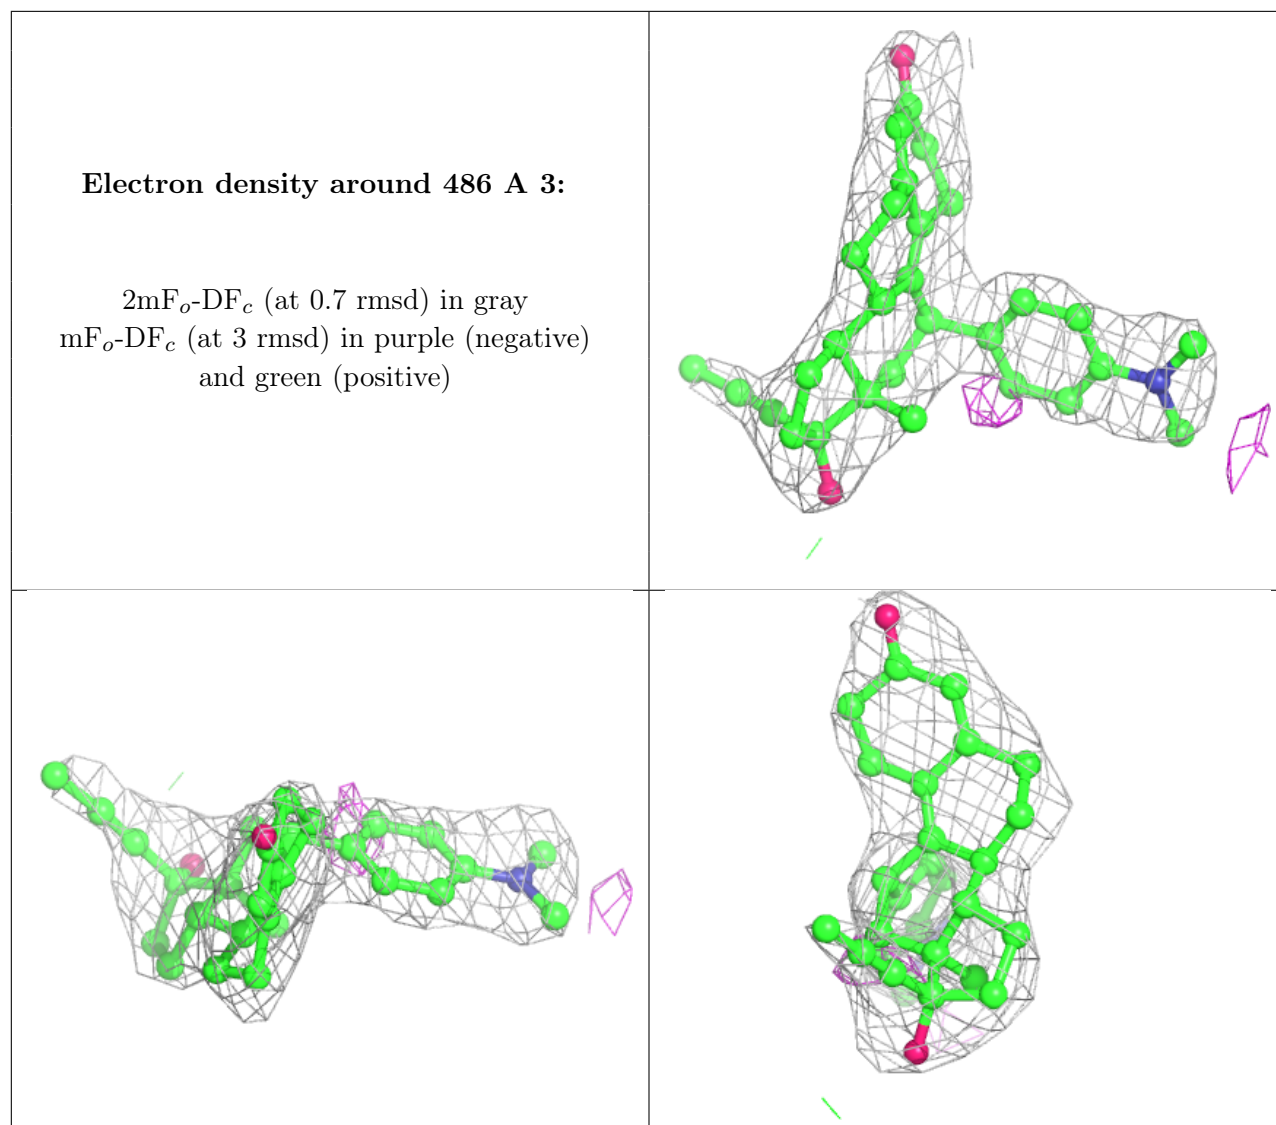 Electron density around 486 A 3:
2mFo-DFc (at 0.7 rmsd) in gray
mFo-DFc (at 3 rmsd) in purple (negative)
and green (positive)